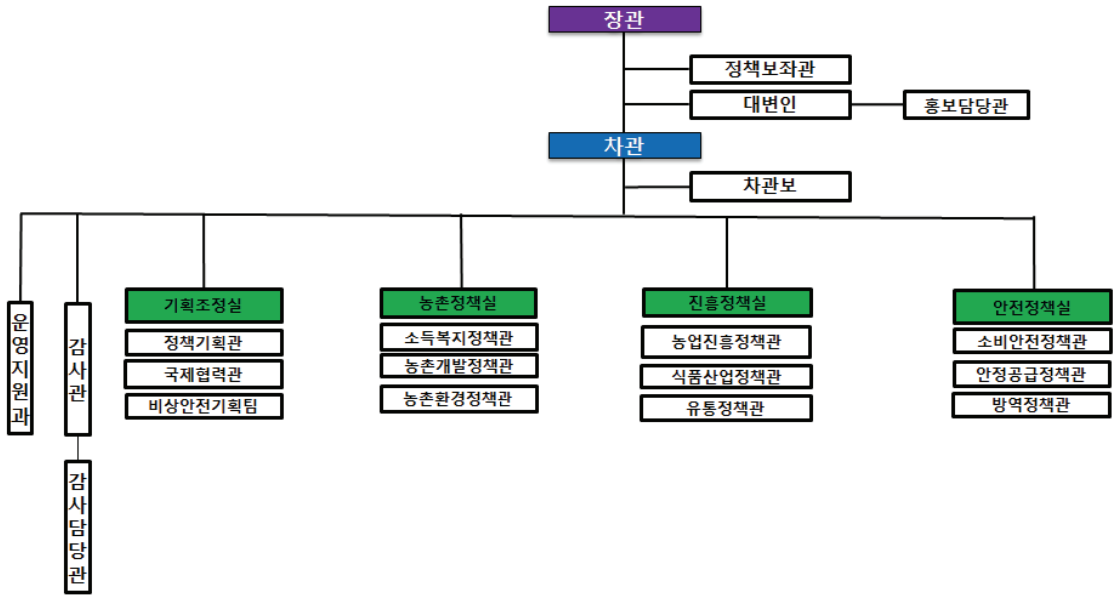 장관
정책보좌관
대변인
홍보담당관
차관
차관보
운영지원과
감사관
감사담당관
기획조정실
정책기획관
국제협력관
비상안전기획팀
농촌정책실
소득복지정책관
농촌개발정책관
농촌환경정책관
진흥정책실
농업진흥정책관
식품산업정책관
유통정책관
안전정책실
소비안전정책관
안정공급정책관
방역정책관